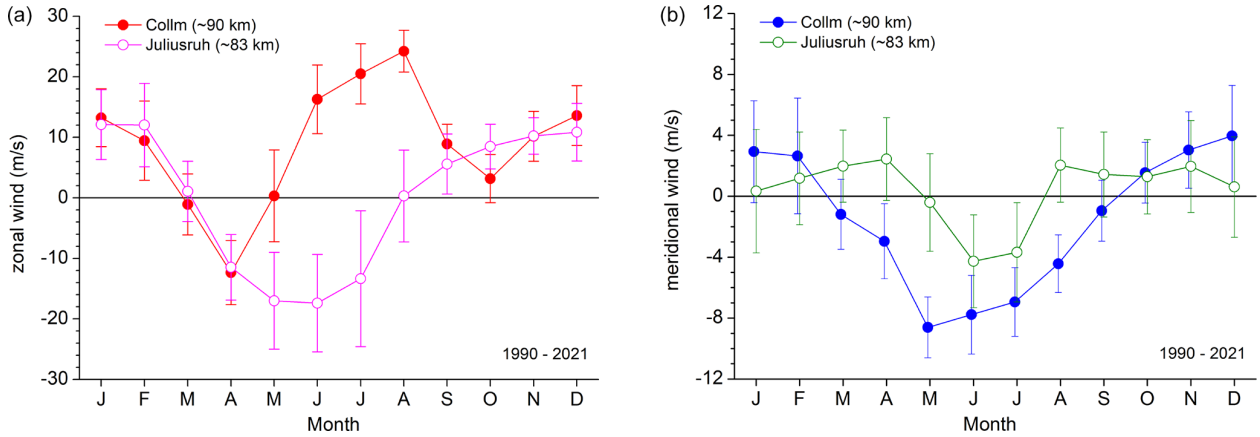 (a)
Collm (~90 km)
Juliusruh (~83 km)
zonal wind (m/s)
30
20
10
0
-10
-20
-30
1990 - 2021
J F M A M J J A S O N D
Month
(b)
Collm (~90 km)
Juliusruh (~83 km)
meridional wind (m/s)
12
8
4
0
-4
-8
-12
1990 - 2021
J F M A M J J A S O N D
Month